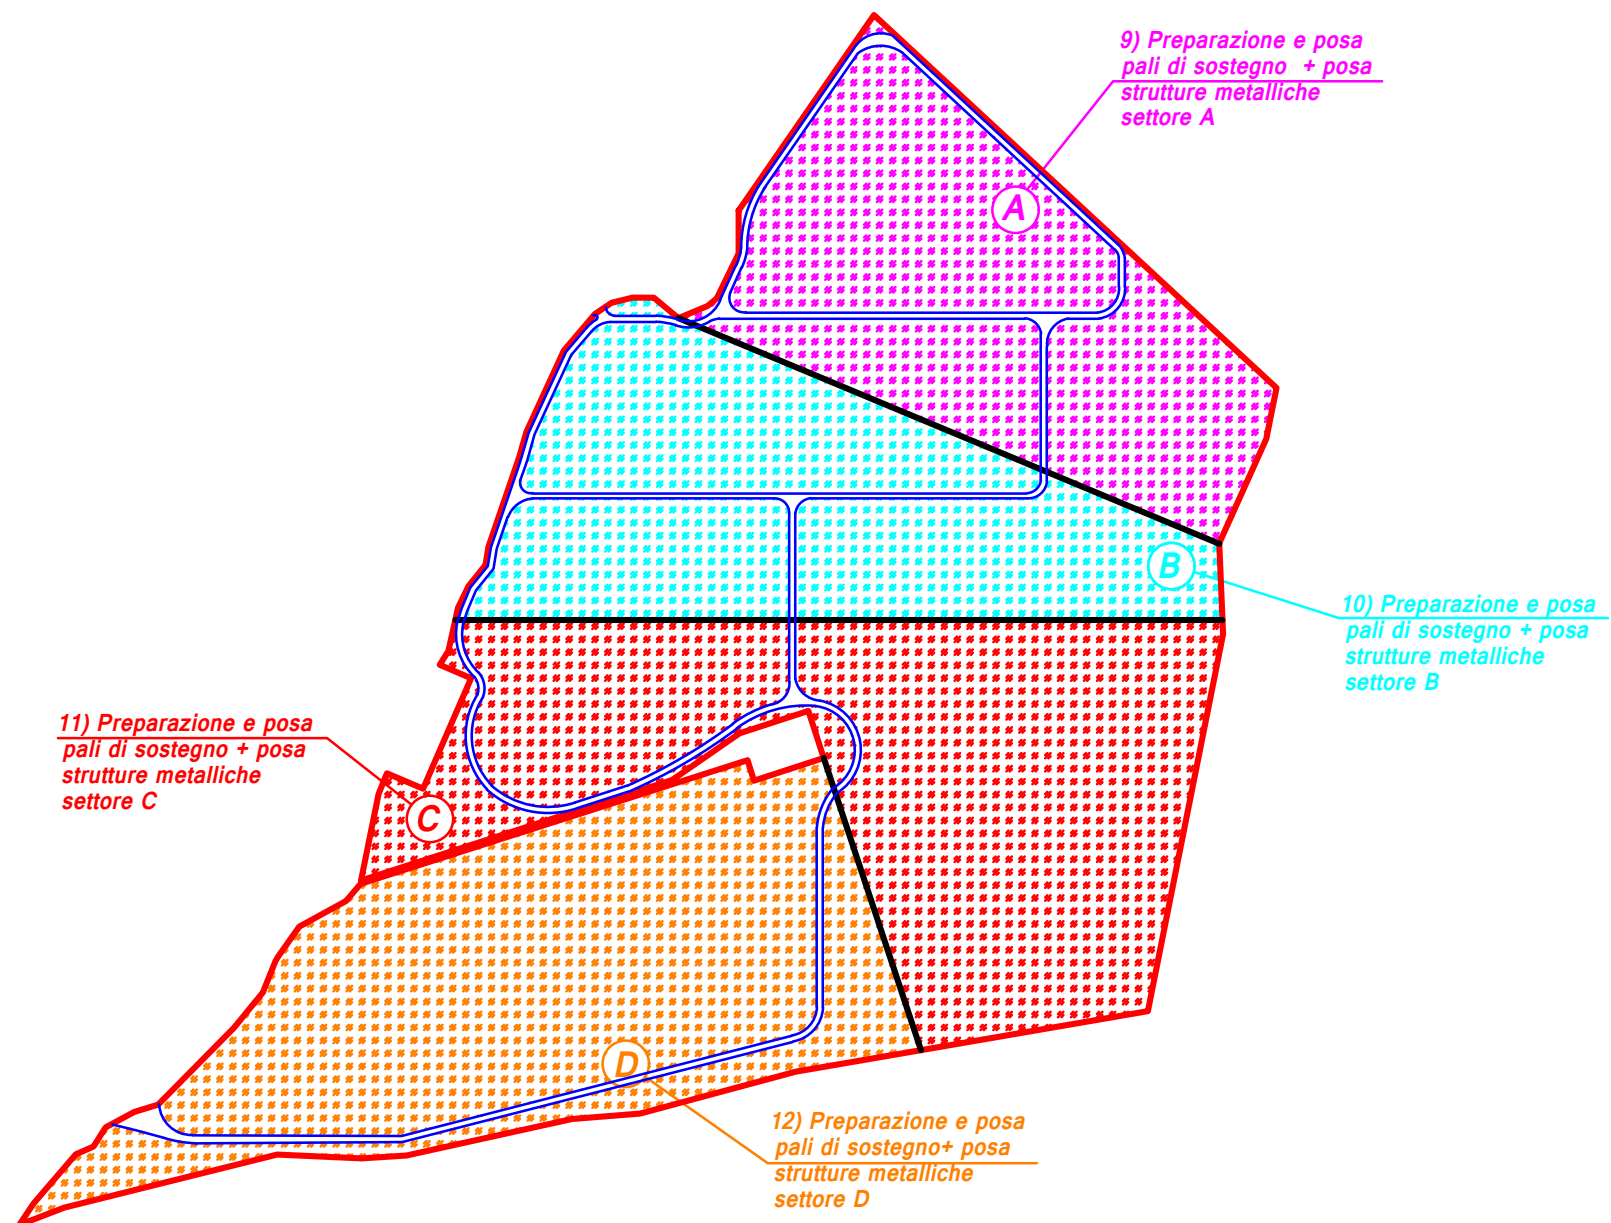 9) Preparazione e posa
pali di sostegno + posa
strutture metalliche
settore A
A
B
10) Preparazione e posa
pali di sostegno + posa
strutture metalliche
settore B
11) Preparazione e posa
pali di sostegno + posa
strutture metalliche
settore C
C
D
12) Preparazione e posa
pali di sostegno+ posa
strutture metalliche
settore D